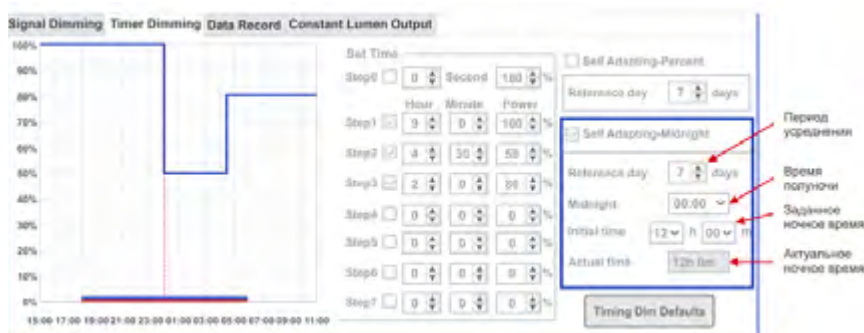 Signal Dimming Timer Dimming Data Record Constant Lumen Output
100%
90%
80%
70%
60%
50%
40%
30%
20%
10%
0%
15:00 17:00 19:00 21:00 23:00 01:00 03:00 05:00 07:00 09:00 11:00
Set Time
Step0 0 Second 100 %
Hour Minute Power
Step1 9 0 100 %
Step2 4 30 50 %
Step3 2 0 80 %
Step4 0 0 0 %
Step5 0 0 0 %
Step6 0 0 0 %
Step7 0 0 0 %
Self Adapting-Percent
Reference day 7 days
Self Adapting-Midnight
Reference day 7 days
Midnight 00:00
Initial time 12 h 00 m
Actual time 12h 0m
Timing Dim Defaults
Период
усреднения
Время
полуночи
Заданное
ночное время
Актуальное
ночное время